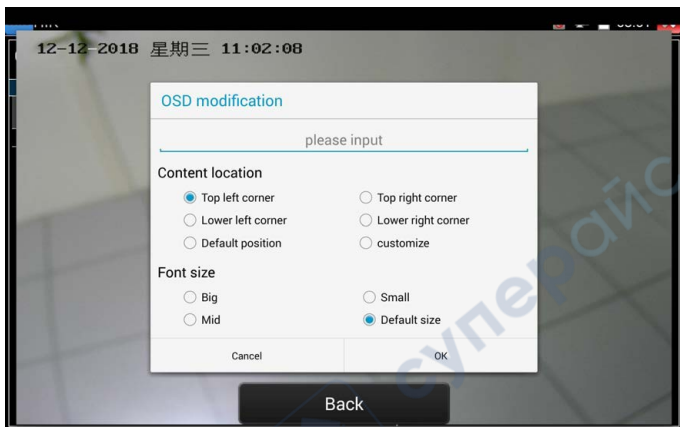 12-12-2018 星期三 11:02:08
OSD modification
please input
Content location
Top left corner Top right corner
Lower left corner Lower right corner
Default position customize
Font size
Big Small
Mid Default size
Cancel OK
Back
суперайс